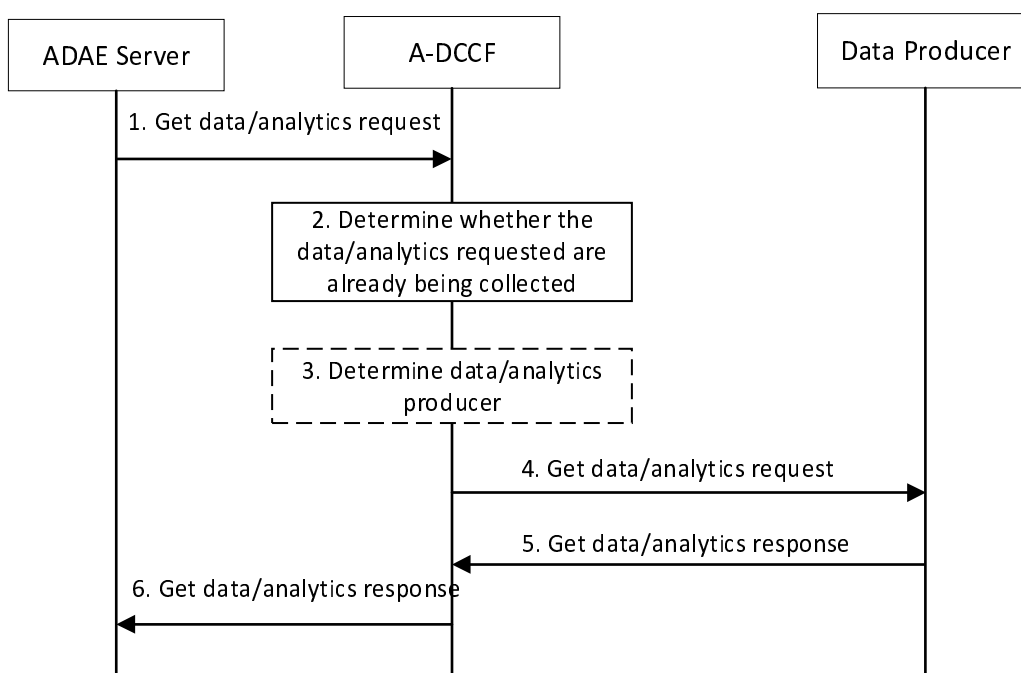 ADAE Server
A-DCCF
Data Producer
1. Get data/analytics request
2. Determine whether the
data/analytics requested are
already being collected
3. Determine data/analytics
producer
4. Get data/analytics request
5. Get data/analytics response
6. Get data/analytics response